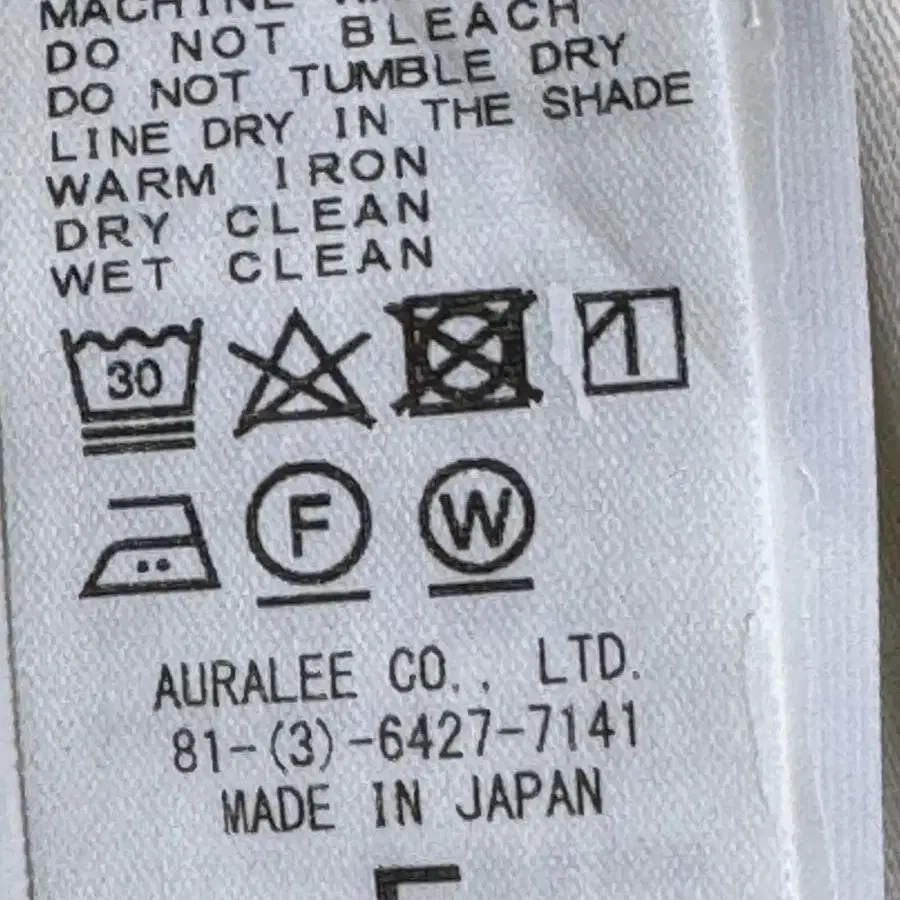 MACHINE
DO NOT BLEACH
DO NOT TUMBLE DRY
LINE DRY IN THE SHADE
WARM IRON
DRY CLEAN
WET CLEAN
30
F W
AURALEE CO., LTD.
81-(3)-6427-7141
MADE IN JAPAN